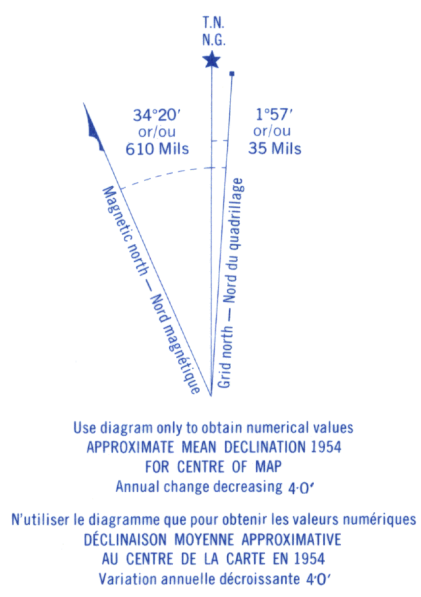 T.N.
N.G.
34°20′
or/ou
610 Mils
1°57′
or/ou
35 Mils
Magnetic north — Nord magnétique
Grid north — Nord du quadrillage
Use diagram only to obtain numerical values
APPROXIMATE MEAN DECLINATION 1954
FOR CENTRE OF MAP
Annual change decreasing 4·0′
N'utiliser le diagramme que pour obtenir les valeurs numériques
DÉCLINAISON MOYENNE APPROXIMATIVE
AU CENTRE DE LA CARTE EN 1954
Variation annuelle décroissante 4·0′